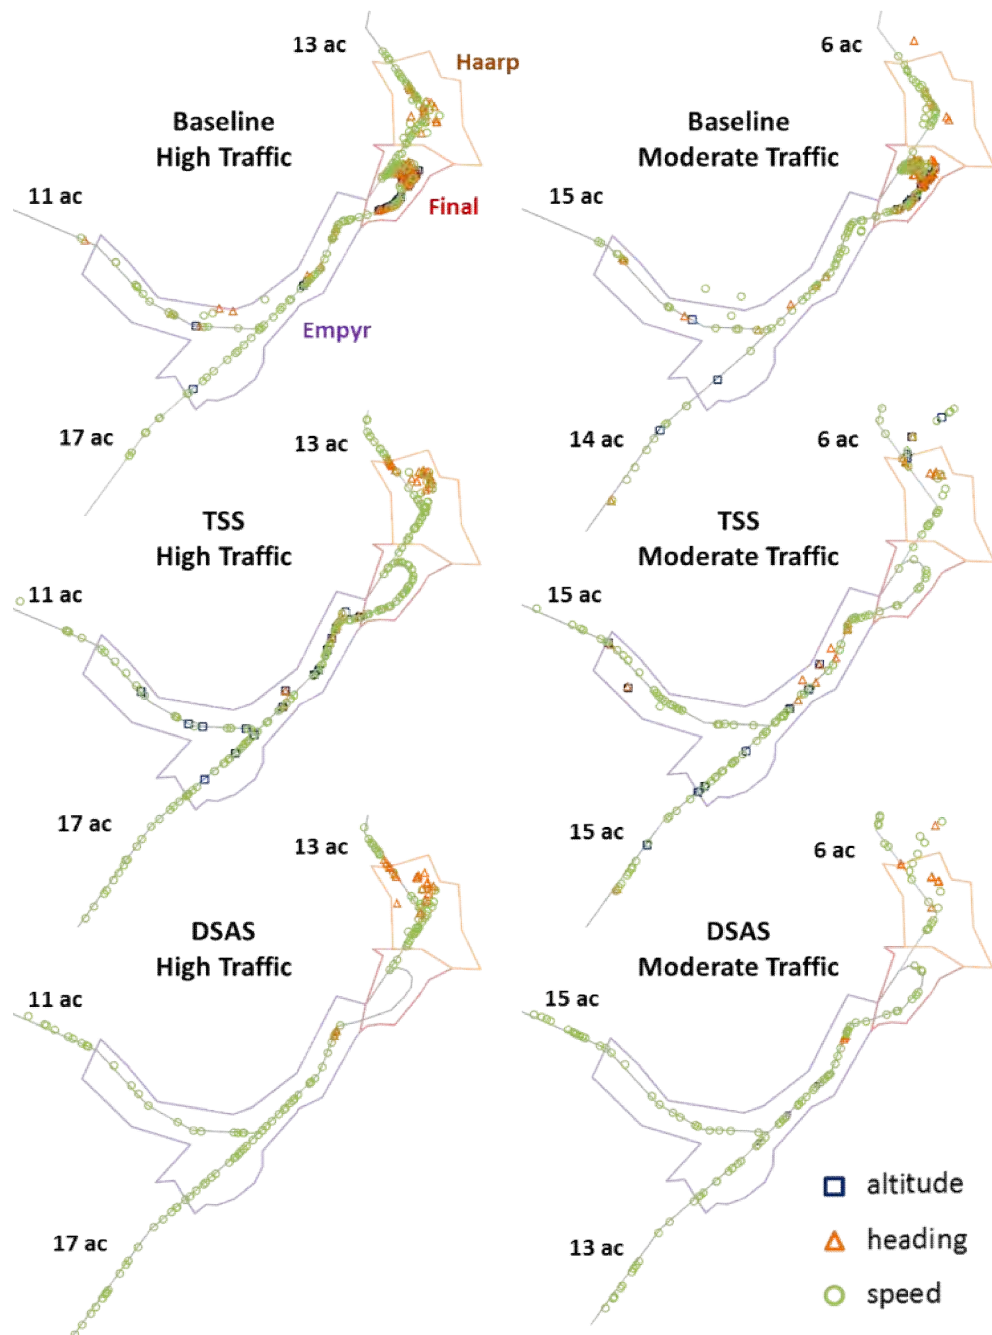 13 ac
6 ac
Haarp
Baseline
High Traffic
Baseline
Moderate Traffic
11 ac
15 ac
Final
Empyr
17 ac
14 ac
13 ac
6 ac
TSS
High Traffic
TSS
Moderate Traffic
11 ac
15 ac
17 ac
15 ac
13 ac
6 ac
DSAS
High Traffic
DSAS
Moderate Traffic
11 ac
15 ac
17 ac
13 ac
altitude
heading
speed